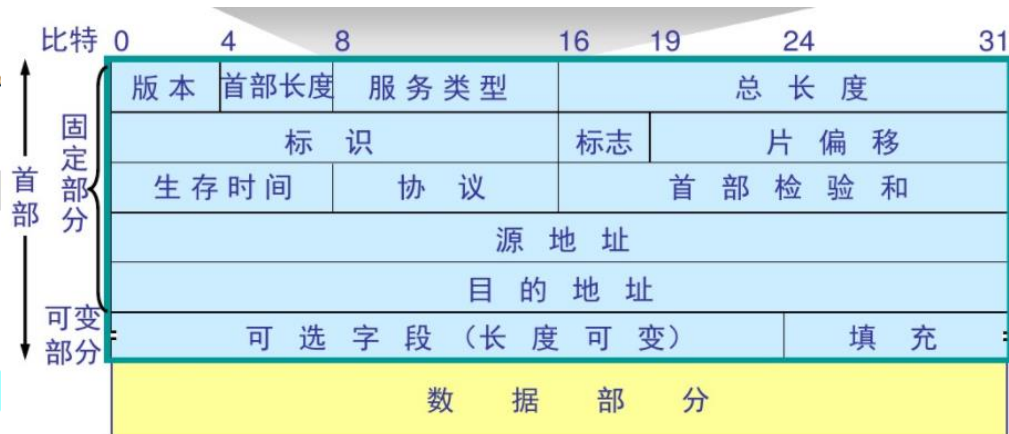 比特 0 4 8 16 19 24 31
版本 首部长度 服务类型 总长度
标识 标志 片偏移
生存时间 协议 首部检验和
源地址
目的地址
可选字段（长度可变） 填充
数据部分
首部
固定部分
可变部分